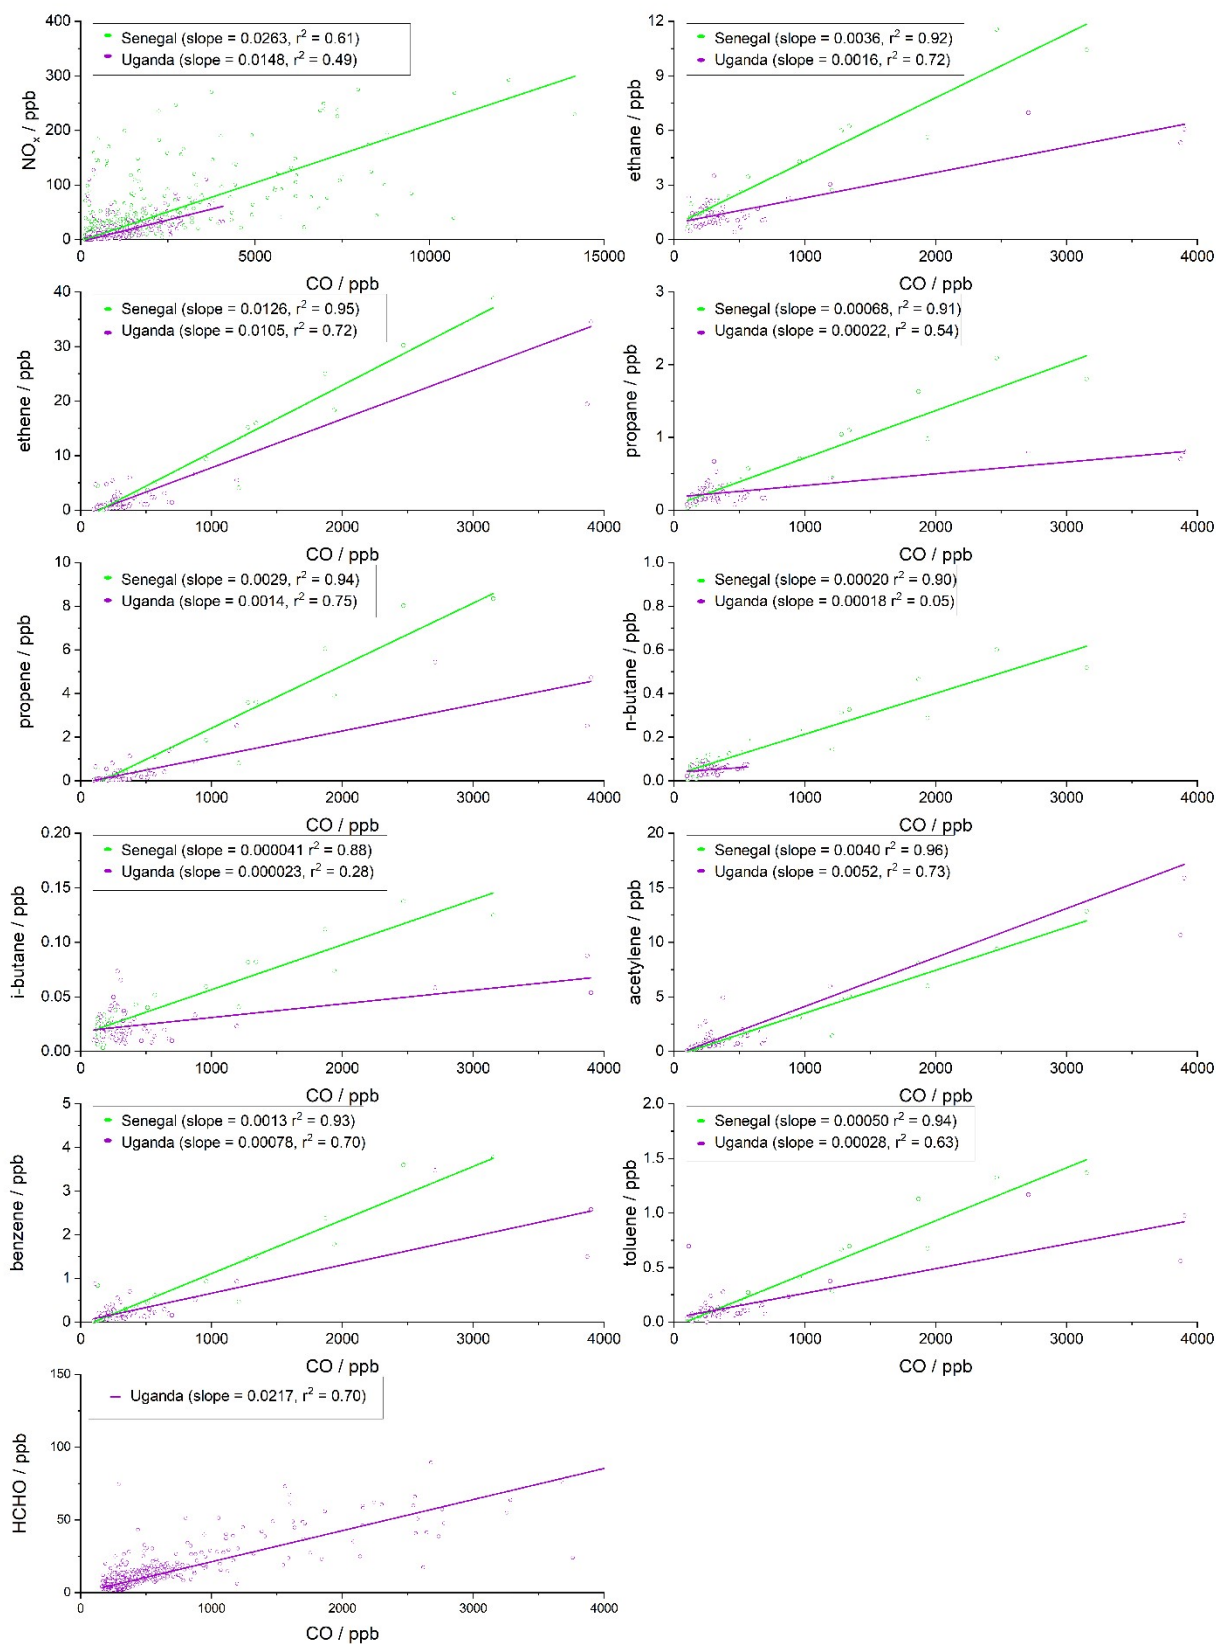 400
300
200
100
0
NOx / ppb
Senegal (slope = 0.0263, r² = 0.61)
Uganda (slope = 0.0148, r² = 0.49)
0 5000 10000 15000
CO / ppb
12
9
6
3
0
ethane / ppb
Senegal (slope = 0.0036, r² = 0.92)
Uganda (slope = 0.0016, r² = 0.72)
0 1000 2000 3000 4000
CO / ppb
40
30
20
10
0
ethene / ppb
Senegal (slope = 0.0126, r² = 0.95)
Uganda (slope = 0.0105, r² = 0.72)
0 1000 2000 3000 4000
CO / ppb
3
2
1
0
propane / ppb
Senegal (slope = 0.00068, r² = 0.91)
Uganda (slope = 0.00022, r² = 0.54)
0 1000 2000 3000 4000
CO / ppb
10
8
6
4
2
0
propene / ppb
Senegal (slope = 0.0029, r² = 0.94)
Uganda (slope = 0.0014, r² = 0.75)
0 1000 2000 3000 4000
CO / ppb
1.0
0.8
0.6
0.4
0.2
0.0
n-butane / ppb
Senegal (slope = 0.00020 r² = 0.90)
Uganda (slope = 0.00018 r² = 0.05)
0 1000 2000 3000 4000
CO / ppb
0.20
0.15
0.10
0.05
0.00
i-butane / ppb
Senegal (slope = 0.000041 r² = 0.88)
Uganda (slope = 0.000023, r² = 0.28)
0 1000 2000 3000 4000
CO / ppb
20
15
10
5
0
acetylene / ppb
Senegal (slope = 0.0040 r² = 0.96)
Uganda (slope = 0.0052, r² = 0.73)
0 1000 2000 3000 4000
CO / ppb
5
4
3
2
1
0
benzene / ppb
Senegal (slope = 0.0013 r² = 0.93)
Uganda (slope = 0.00078, r² = 0.70)
0 1000 2000 3000 4000
CO / ppb
2.0
1.5
1.0
0.5
0.0
toluene / ppb
Senegal (slope = 0.00050 r² = 0.94)
Uganda (slope = 0.00028, r² = 0.63)
0 1000 2000 3000 4000
CO / ppb
150
100
50
0
HCHO / ppb
Uganda (slope = 0.0217, r² = 0.70)
0 1000 2000 3000 4000
CO / ppb